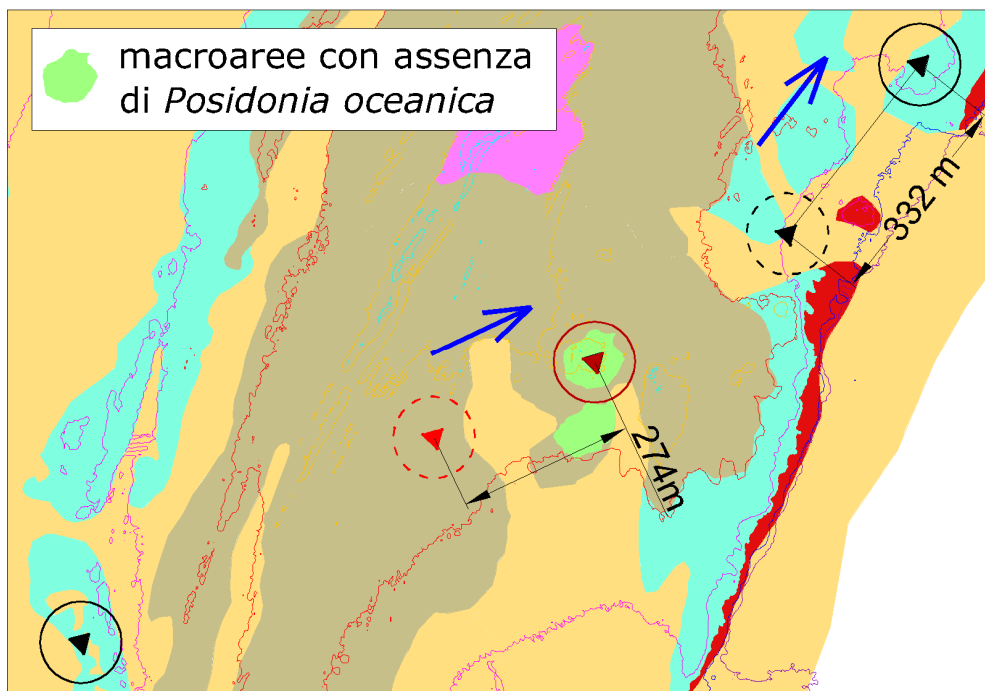 macroaree con assenza
di Posidonia oceanica
332 m
274m